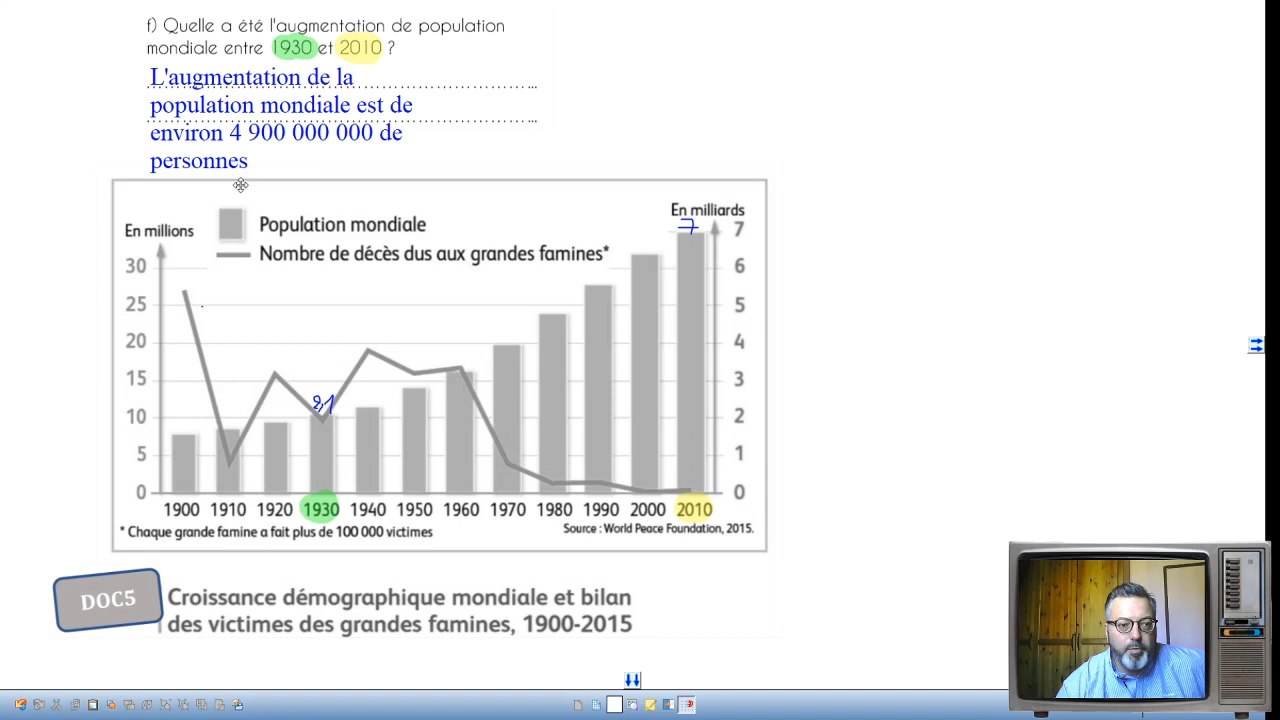 f) Quelle a été l'augmentation de population
mondiale entre 1930 et 2010 ?
L'augmentation de la
population mondiale est de
environ 4 900 000 000 de
personnes
En millions
Population mondiale
Nombre de décès dus aux grandes famines*
En milliards
7
7
30
6
25
5
20
4
15
3
10
2
5
1
0
0
1900 1910 1920 1930 1940 1950 1960 1970 1980 1990 2000 2010
* Chaque grande famine a fait plus de 100 000 victimes
Source : World Peace Foundation, 2015.
DOC5
Croissance démographique mondiale et bilan
des victimes des grandes famines, 1900-2015